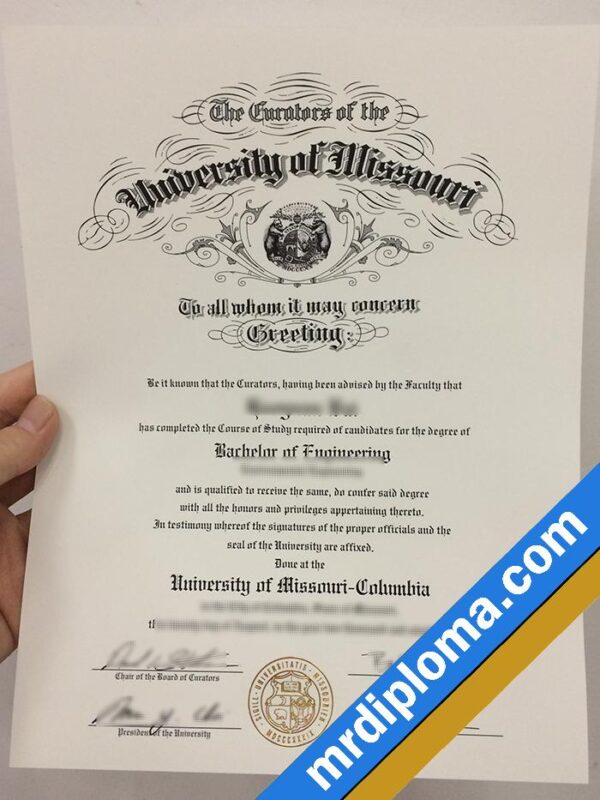 The Curators of the
University of Missouri
MDCCCXX
To all whom it may concern
Greeting:
Be it known that the Curators, having been advised by the Faculty that
has completed the Course of Study required of candidates for the degree of
Bachelor of Engineering
and is qualified to receive the same, do confer said degree
with all the honors and privileges appertaining thereto.
In testimony whereof the signatures of the proper officials and the
seal of the University are affixed.
Done at the
University of Missouri-Columbia
Chair of the Board of Curators
President of the University
SIGILL · UNIVERSITATIS · MISSOURIEN
MDCCCXXXIX
mrdiploma.com